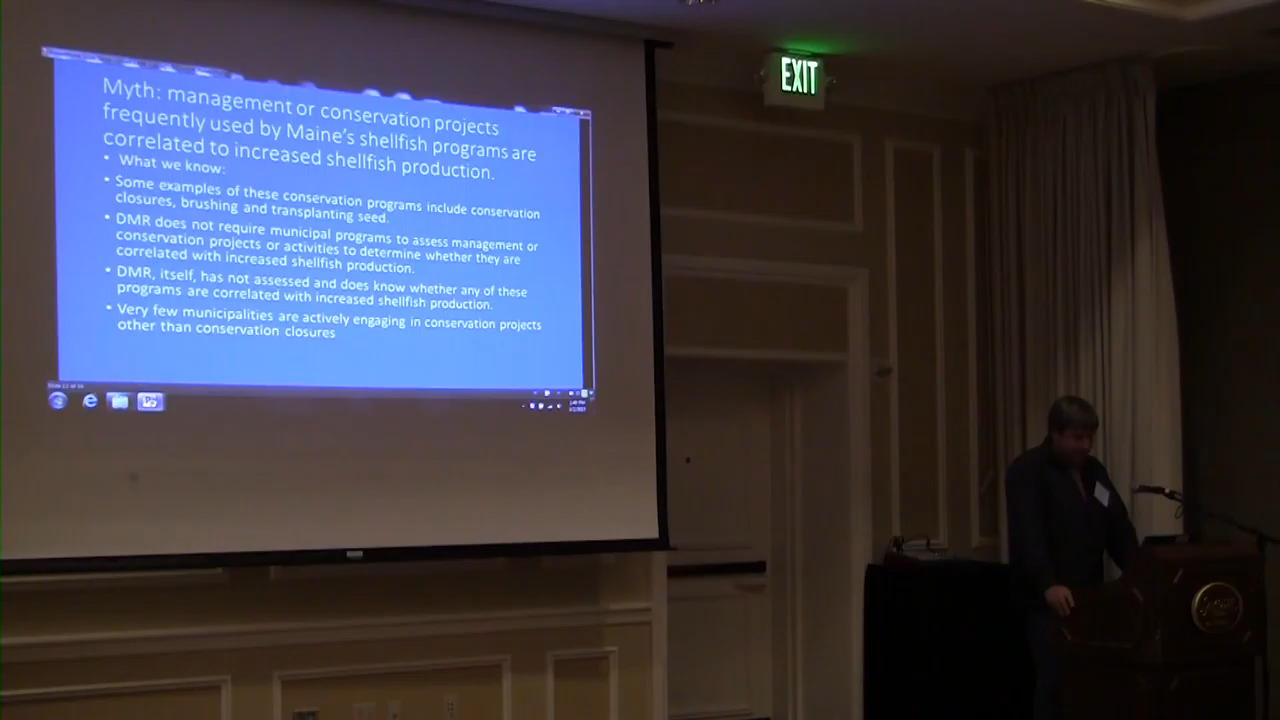 Myth: management or conservation projects
frequently used by Maine's shellfish programs are
correlated to increased shellfish production.
• What we know:
• Some examples of these conservation programs include conservation
closures, brushing and transplanting seed.
• DMR does not require municipal programs to assess management or
conservation projects or activities to determine whether they are
correlated with increased shellfish production.
• DMR, itself, has not assessed and does know whether any of these
programs are correlated with increased shellfish production.
• Very few municipalities are actively engaging in conservation projects
other than conservation closures
EXIT